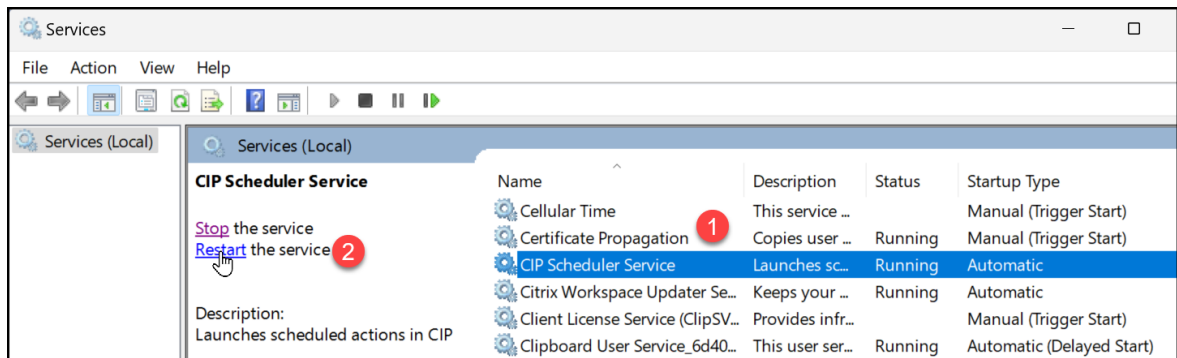 Services
File Action View Help
Services (Local)
Services (Local)
CIP Scheduler Service
Stop the service
Restart the service 2
Description:
Launches scheduled actions in CIP
Name Description Status Startup Type
Cellular Time This service ... Manual (Trigger Start)
1
Certificate Propagation Copies user ... Running Manual (Trigger Start)
CIP Scheduler Service Launches sc... Running Automatic
Citrix Workspace Updater Se... Keeps your ... Running Automatic
Client License Service (ClipSV... Provides infr... Manual (Trigger Start)
Clipboard User Service_6d40... This user ser... Running Automatic (Delayed Start)